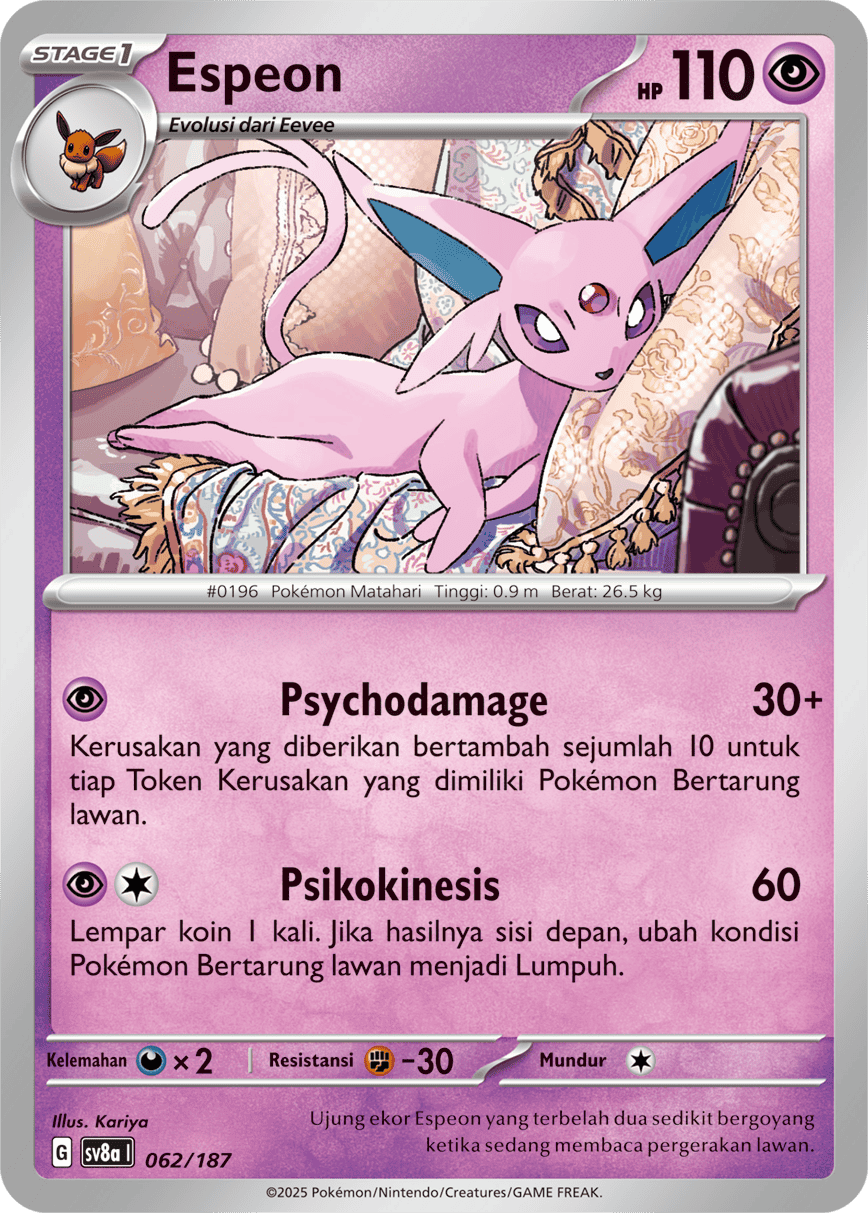 STAGE1
Espeon
HP 110
Evolusi dari Eevee
#0196 Pokémon Matahari Tinggi: 0.9 m Berat: 26.5 kg
Psychodamage 30+
Kerusakan yang diberikan bertambah sejumlah 10 untuk
tiap Token Kerusakan yang dimiliki Pokémon Bertarung
lawan.
Psikokinesis 60
Lempar koin 1 kali. Jika hasilnya sisi depan, ubah kondisi
Pokémon Bertarung lawan menjadi Lumpuh.
Kelemahan ×2 Resistansi -30 Mundur
Illus. Kariya
Ujung ekor Espeon yang terbelah dua sedikit bergoyang
ketika sedang membaca pergerakan lawan.
G sv8a I 062/187
©2025 Pokémon/Nintendo/Creatures/GAME FREAK.